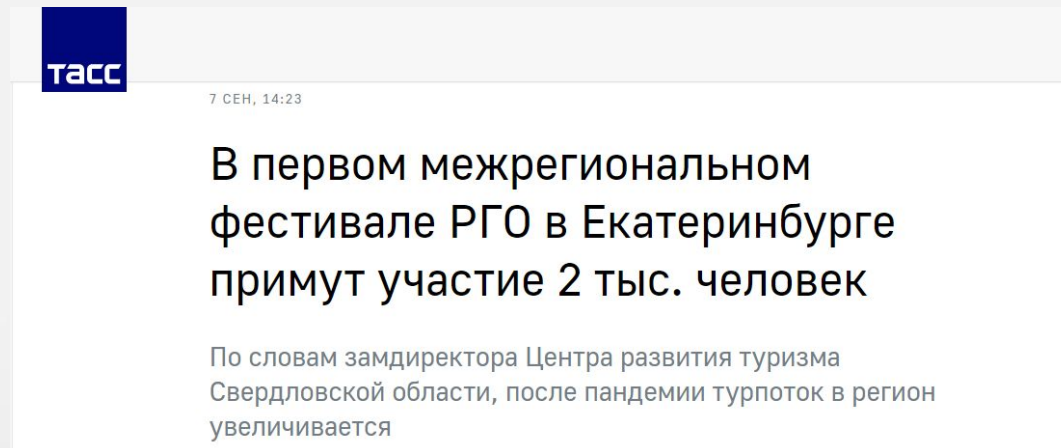 тасс
7 СЕН, 14:23
В первом межрегиональном
фестивале РГО в Екатеринбурге
примут участие 2 тыс. человек
По словам замдиректора Центра развития туризма
Свердловской области, после пандемии турпоток в регион
увеличивается